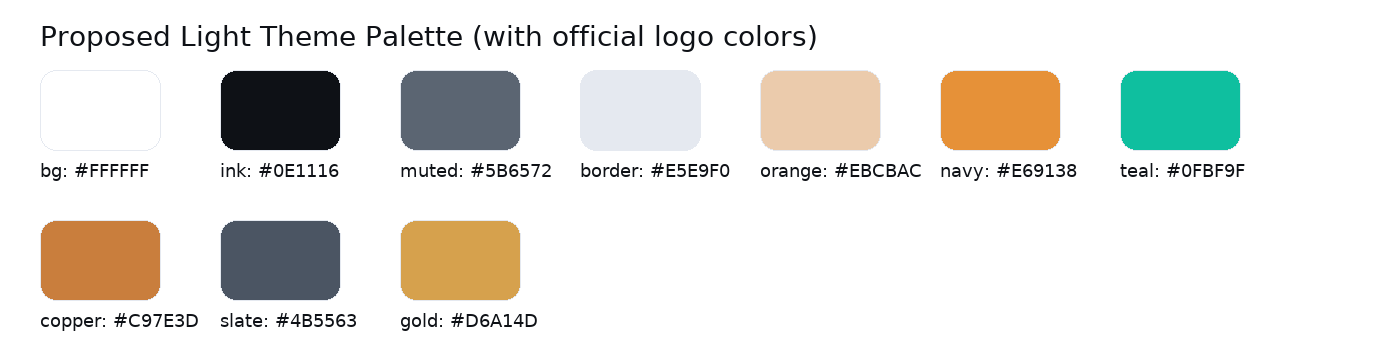 Proposed Light Theme Palette (with official logo colors)
bg: #FFFFFF
ink: #0E1116
muted: #5B6572
border: #E5E9F0
orange: #EBCBAC
navy: #E69138
teal: #0FBF9F
copper: #C97E3D
slate: #4B5563
gold: #D6A14D